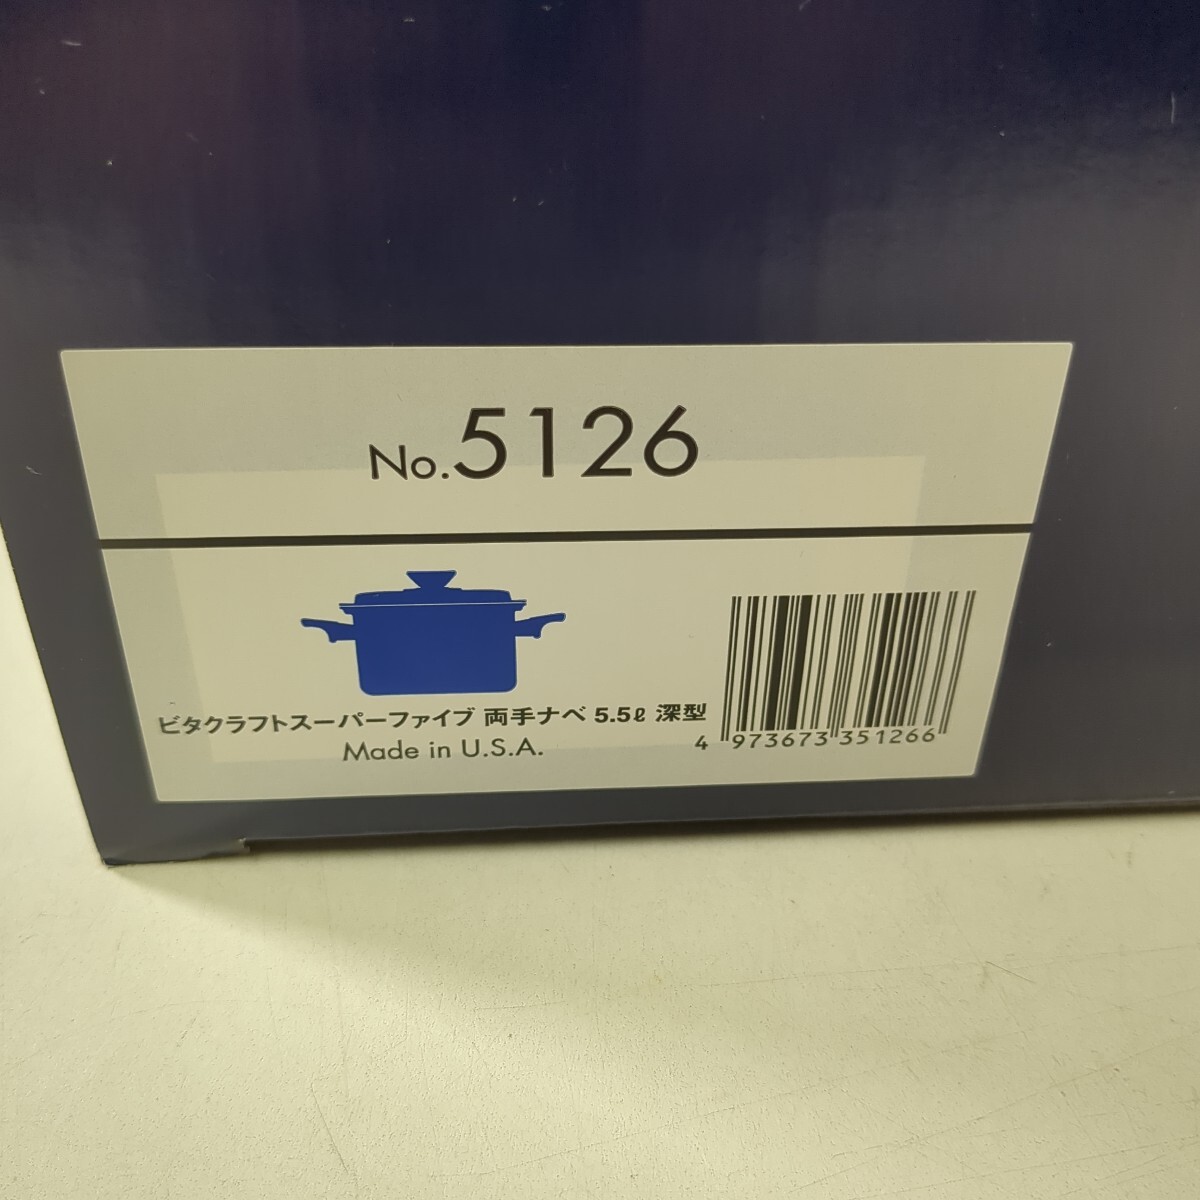 No.5126
ビタクラフトスーパーファイブ 両手ナベ 5.5ℓ 深型
Made in U.S.A.
4 973673 351266